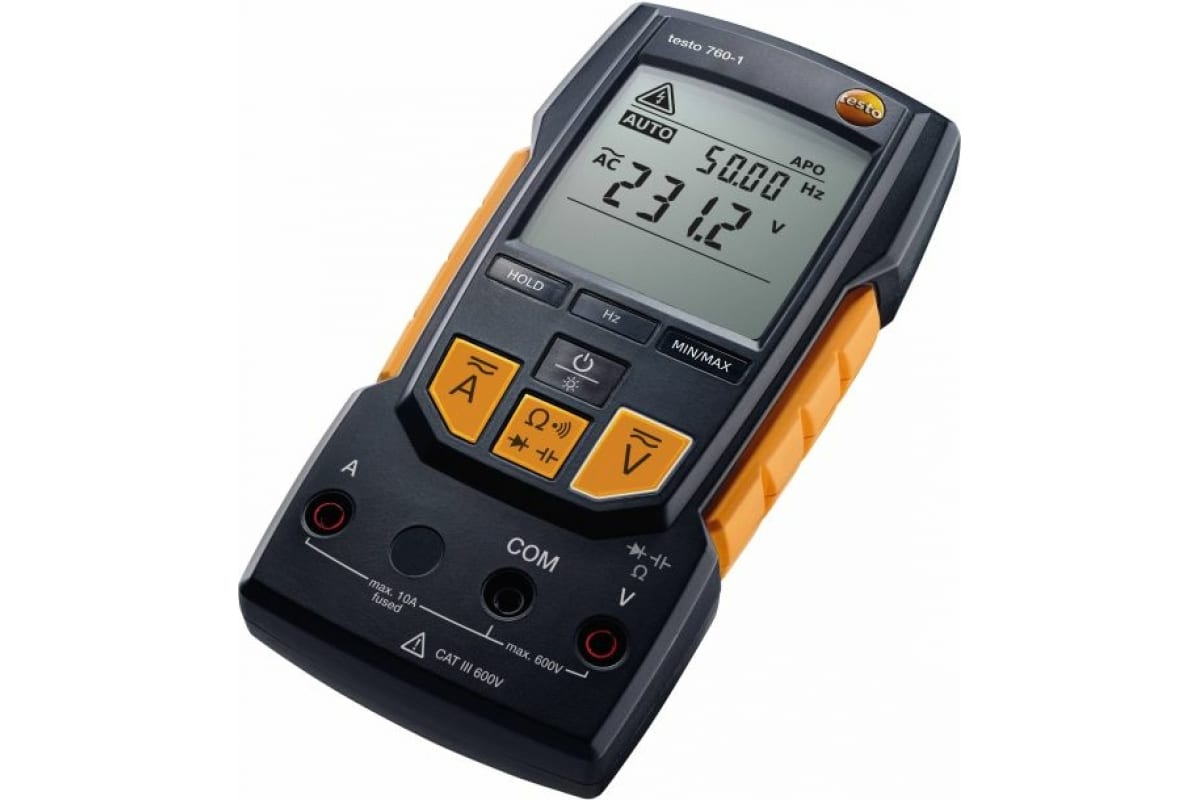 testo 760-1
testo
AUTO
APO
50.00 Hz
AC 231.2 V
HOLD
Hz
MIN/MAX
A
Ω
V
A
COM
Ω
V
max. 10A
fused
max. 600V
CAT III 600V